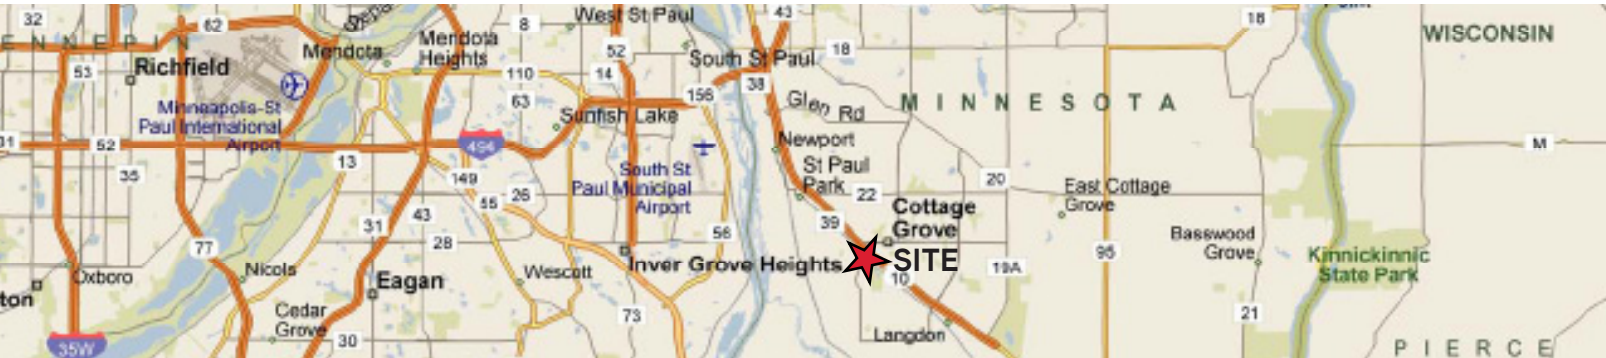 32
62
8
West St Paul
43
18
WISCONSIN
ENNEPIN
Mendota
Mendota
Heights
52
South St Paul
18
Richfield
53
110
14
38
156
63
Glen Rd
MINNESOTA
Minneapolis-St
Paul International
Airport
Sunfish Lake
52
494
Newport
M
13
35
149
South St
Paul Municipal
Airport
St Paul
Park
22
20
East Cottage
Grove
26
55
43
31
39
Cottage
Grove
56
28
77
Basswood
Grove
95
Kinnickinnic
State Park
Inver Grove Heights
SITE
Oxboro
Nicols
Eagan
Wescott
10
19A
ton
Cedar
Grove
73
21
Langdon
30
35W
PIERCE